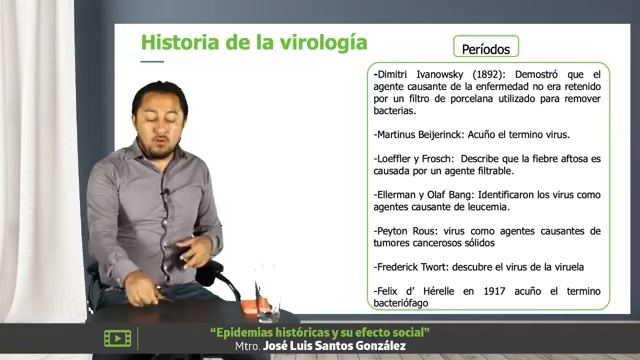 Historia de la virología
Períodos
-Dimitri Ivanowsky (1892): Demostró que el
agente causante de la enfermedad no era retenido
por un filtro de porcelana utilizado para remover
bacterias.
-Martinus Beijerinck: Acuño el termino virus.
-Loeffler y Frosch: Describe que la fiebre aftosa es
causada por un agente filtrable.
-Ellerman y Olaf Bang: Identificaron los virus como
agentes causante de leucemia.
-Peyton Rous: virus como agentes causantes de
tumores cancerosos sólidos
-Frederick Twort: descubre el virus de la viruela
-Felix d’ Hérelle en 1917 acuño el termino
bacteriófago
“Epidemias históricas y su efecto social”
Mtro. José Luis Santos González